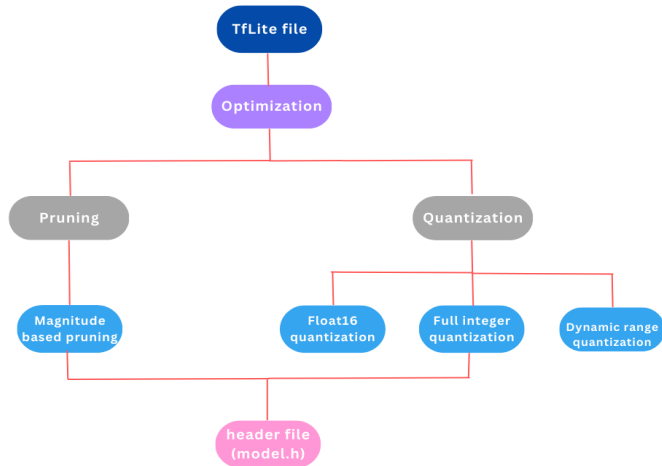 TfLite file
Optimization
Pruning
Quantization
Magnitude
based pruning
Float16
quantization
Full integer
quantization
Dynamic range
quantization
header file
(model.h)